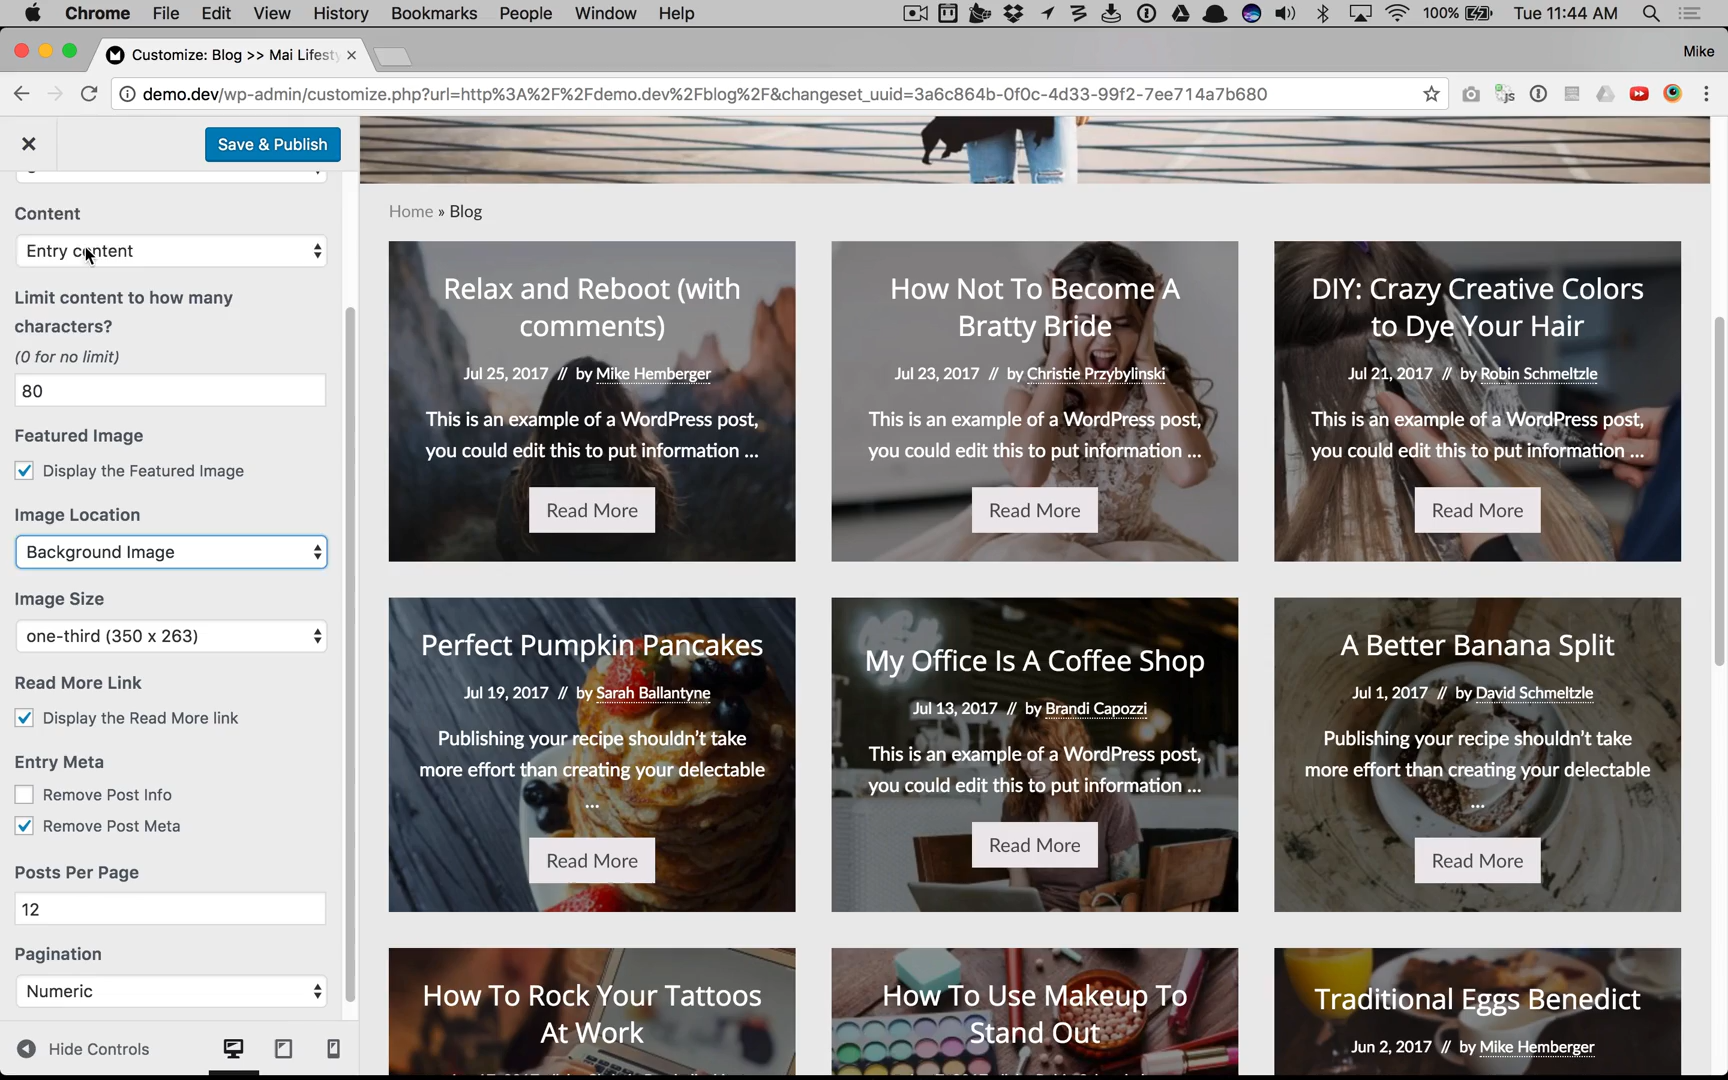 Chrome File Edit View History Bookmarks People Window Help 100% Tue 11:44 AM
Customize: Blog >> Mai Lifesty
Mike
demo.dev/wp-admin/customize.php?url=http%3A%2F%2Fdemo.dev%2Fblog%2F&changeset_uuid=3a6c864b-0f0c-4d33-99f2-7ee714a7b680
Save & Publish
Content
Entry content
Limit content to how many
characters?
(0 for no limit)
80
Featured Image
Display the Featured Image
Image Location
Background Image
Image Size
one-third (350 x 263)
Read More Link
Display the Read More link
Entry Meta
Remove Post Info
Remove Post Meta
Posts Per Page
12
Pagination
Numeric
Hide Controls
Home » Blog
Relax and Reboot (with
comments)
Jul 25, 2017 // by Mike Hemberger
This is an example of a WordPress post,
you could edit this to put information ...
Read More
How Not To Become A
Bratty Bride
Jul 23, 2017 // by Christie Przybylinski
This is an example of a WordPress post,
you could edit this to put information ...
Read More
DIY: Crazy Creative Colors
to Dye Your Hair
Jul 21, 2017 // by Robin Schmeltzle
This is an example of a WordPress post,
you could edit this to put information ...
Read More
Perfect Pumpkin Pancakes
Jul 19, 2017 // by Sarah Ballantyne
Publishing your recipe shouldn't take
more effort than creating your delectable
...
Read More
My Office Is A Coffee Shop
Jul 13, 2017 // by Brandi Capozzi
This is an example of a WordPress post,
you could edit this to put information ...
Read More
A Better Banana Split
Jul 1, 2017 // by David Schmeltzle
Publishing your recipe shouldn't take
more effort than creating your delectable
...
Read More
How To Rock Your Tattoos
At Work
How To Use Makeup To
Stand Out
Traditional Eggs Benedict
Jun 2, 2017 // by Mike Hemberger